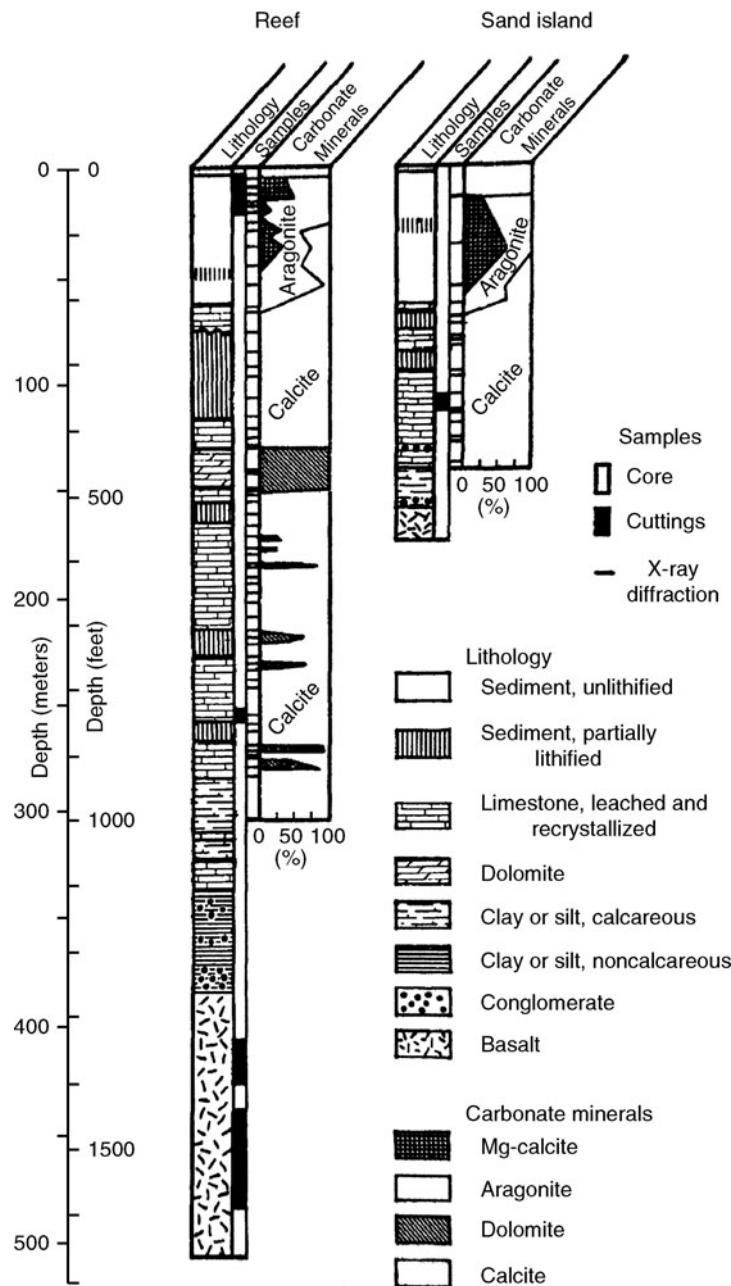 Reef
Sand island
Lithology
Samples
Carbonate
Minerals
Lithology
Samples
Carbonate
Minerals
0
0
100
500
200
300
1000
400
1500
500
Depth (meters)
Depth (feet)
Aragonite
Calcite
Calcite
0 50 100
(%)
Aragonite
Calcite
0 50 100
(%)
Samples
Core
Cuttings
X-ray
diffraction
Lithology
Sediment, unlithified
Sediment, partially
lithified
Limestone, leached and
recrystallized
Dolomite
Clay or silt, calcareous
Clay or silt, noncalcareous
Conglomerate
Basalt
Carbonate minerals
Mg-calcite
Aragonite
Dolomite
Calcite